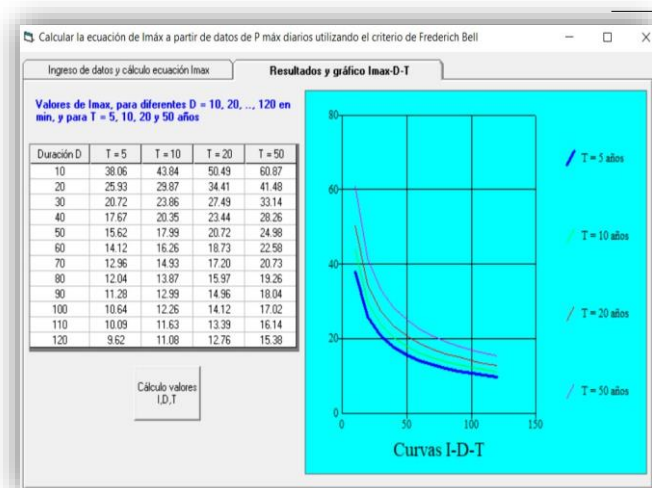 Calcular la ecuación de Imáx a partir de datos de P máx diarios utilizando el criterio de Frederich Bell
Ingreso de datos y cálculo ecuación Imax
Resultados y gráfico Imax-D-T
Valores de Imax, para diferentes D = 10, 20, .., 120 en
min, y para T = 5, 10, 20 y 50 años
Duración D T = 5 T = 10 T = 20 T = 50
10 38.06 43.84 50.49 60.87
20 25.93 29.87 34.41 41.48
30 20.72 23.86 27.49 33.14
40 17.67 20.35 23.44 28.26
50 15.62 17.99 20.72 24.98
60 14.12 16.26 18.73 22.58
70 12.96 14.93 17.20 20.73
80 12.04 13.87 15.97 19.26
90 11.28 12.99 14.96 18.04
100 10.64 12.26 14.12 17.02
110 10.09 11.63 13.39 16.14
120 9.62 11.08 12.76 15.38
Cálculo valores
I,D,T
80
60
40
20
0
0 50 100 150
Curvas I-D-T
T = 5 años
T = 10 años
T = 20 años
T = 50 años